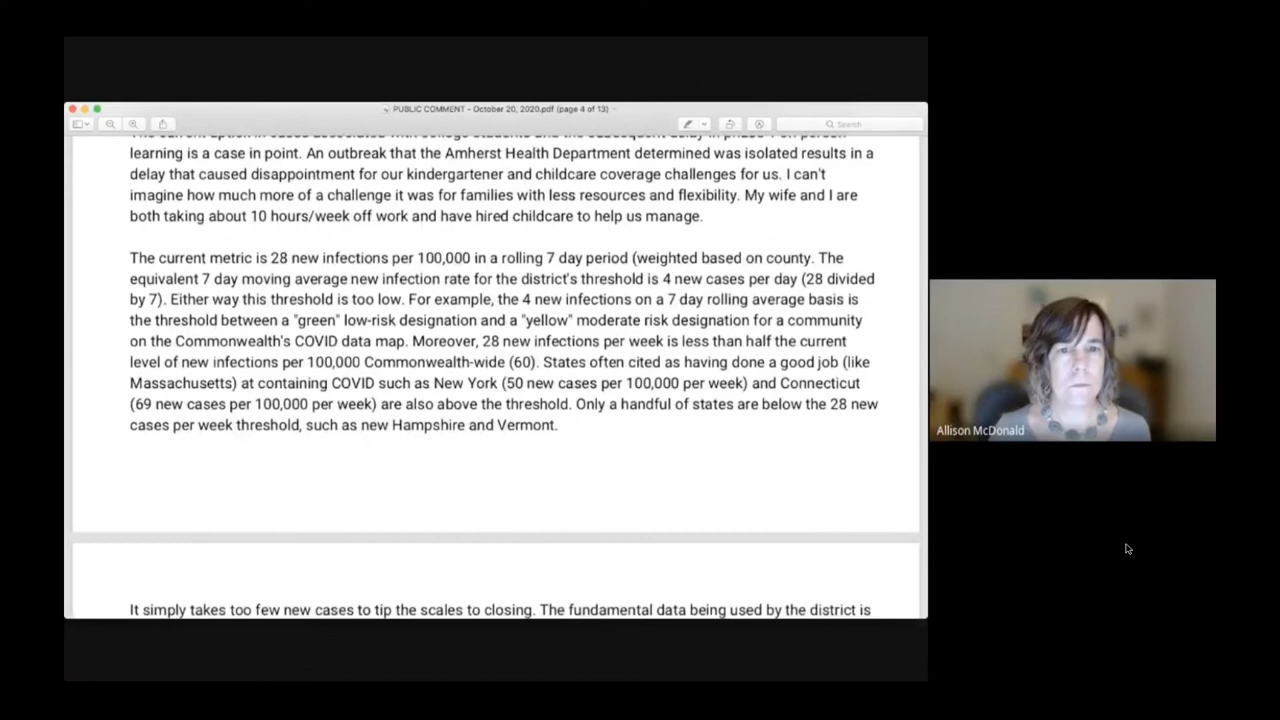 PUBLIC COMMENT - October 20, 2020.pdf (page 4 of 13)
Search
learning is a case in point. An outbreak that the Amherst Health Department determined was isolated results in a
delay that caused disappointment for our kindergartener and childcare coverage challenges for us. I can't
imagine how much more of a challenge it was for families with less resources and flexibility. My wife and I are
both taking about 10 hours/week off work and have hired childcare to help us manage.
The current metric is 28 new infections per 100,000 in a rolling 7 day period (weighted based on county. The
equivalent 7 day moving average new infection rate for the district's threshold is 4 new cases per day (28 divided
by 7). Either way this threshold is too low. For example, the 4 new infections on a 7 day rolling average basis is
the threshold between a "green" low-risk designation and a "yellow" moderate risk designation for a community
on the Commonwealth's COVID data map. Moreover, 28 new infections per week is less than half the current
level of new infections per 100,000 Commonwealth-wide (60). States often cited as having done a good job (like
Massachusetts) at containing COVID such as New York (50 new cases per 100,000 per week) and Connecticut
(69 new cases per 100,000 per week) are also above the threshold. Only a handful of states are below the 28 new
cases per week threshold, such as new Hampshire and Vermont.
It simply takes too few new cases to tip the scales to closing. The fundamental data being used by the district is
Allison McDonald